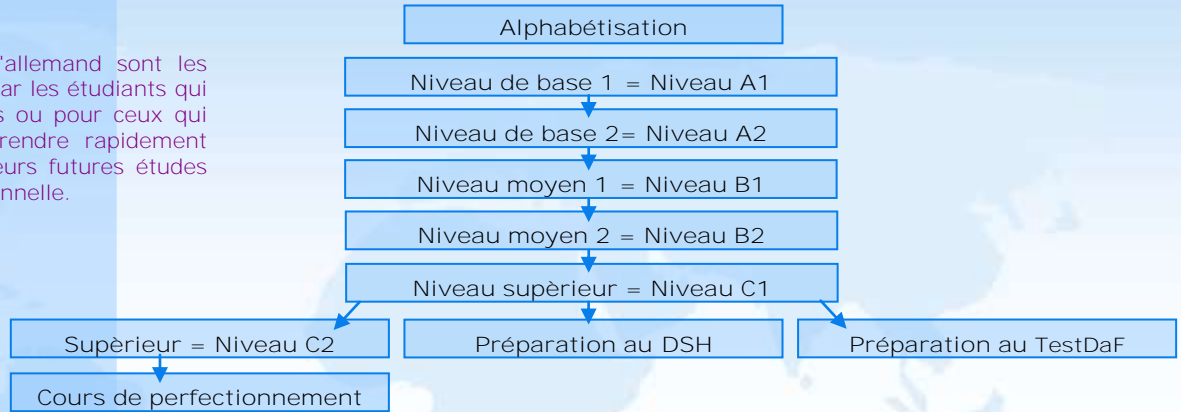 'allemand sont les
ar les étudiants qui
s ou pour ceux qui
rendre rapidement
eurs futures études
nnelle.
Alphabétisation
Niveau de base 1 = Niveau A1
Niveau de base 2= Niveau A2
Niveau moyen 1 = Niveau B1
Niveau moyen 2 = Niveau B2
Niveau supèrieur = Niveau C1
Supèrieur = Niveau C2
Préparation au DSH
Préparation au TestDaF
Cours de perfectionnement